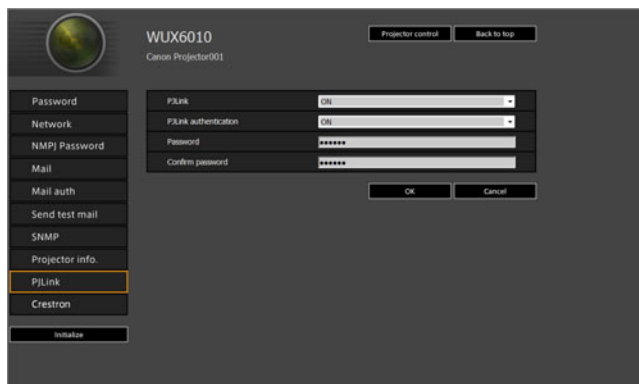 WUX6010
Canon Projector001
Projector control
Back to top
Password
Network
NMPJ Password
Mail
Mail auth
Send test mail
SNMP
Projector info.
PJLink
Crestron
Initialize
PJLink ON
PJLink authentication ON
Password ••••••
Confirm password ••••••
OK
Cancel